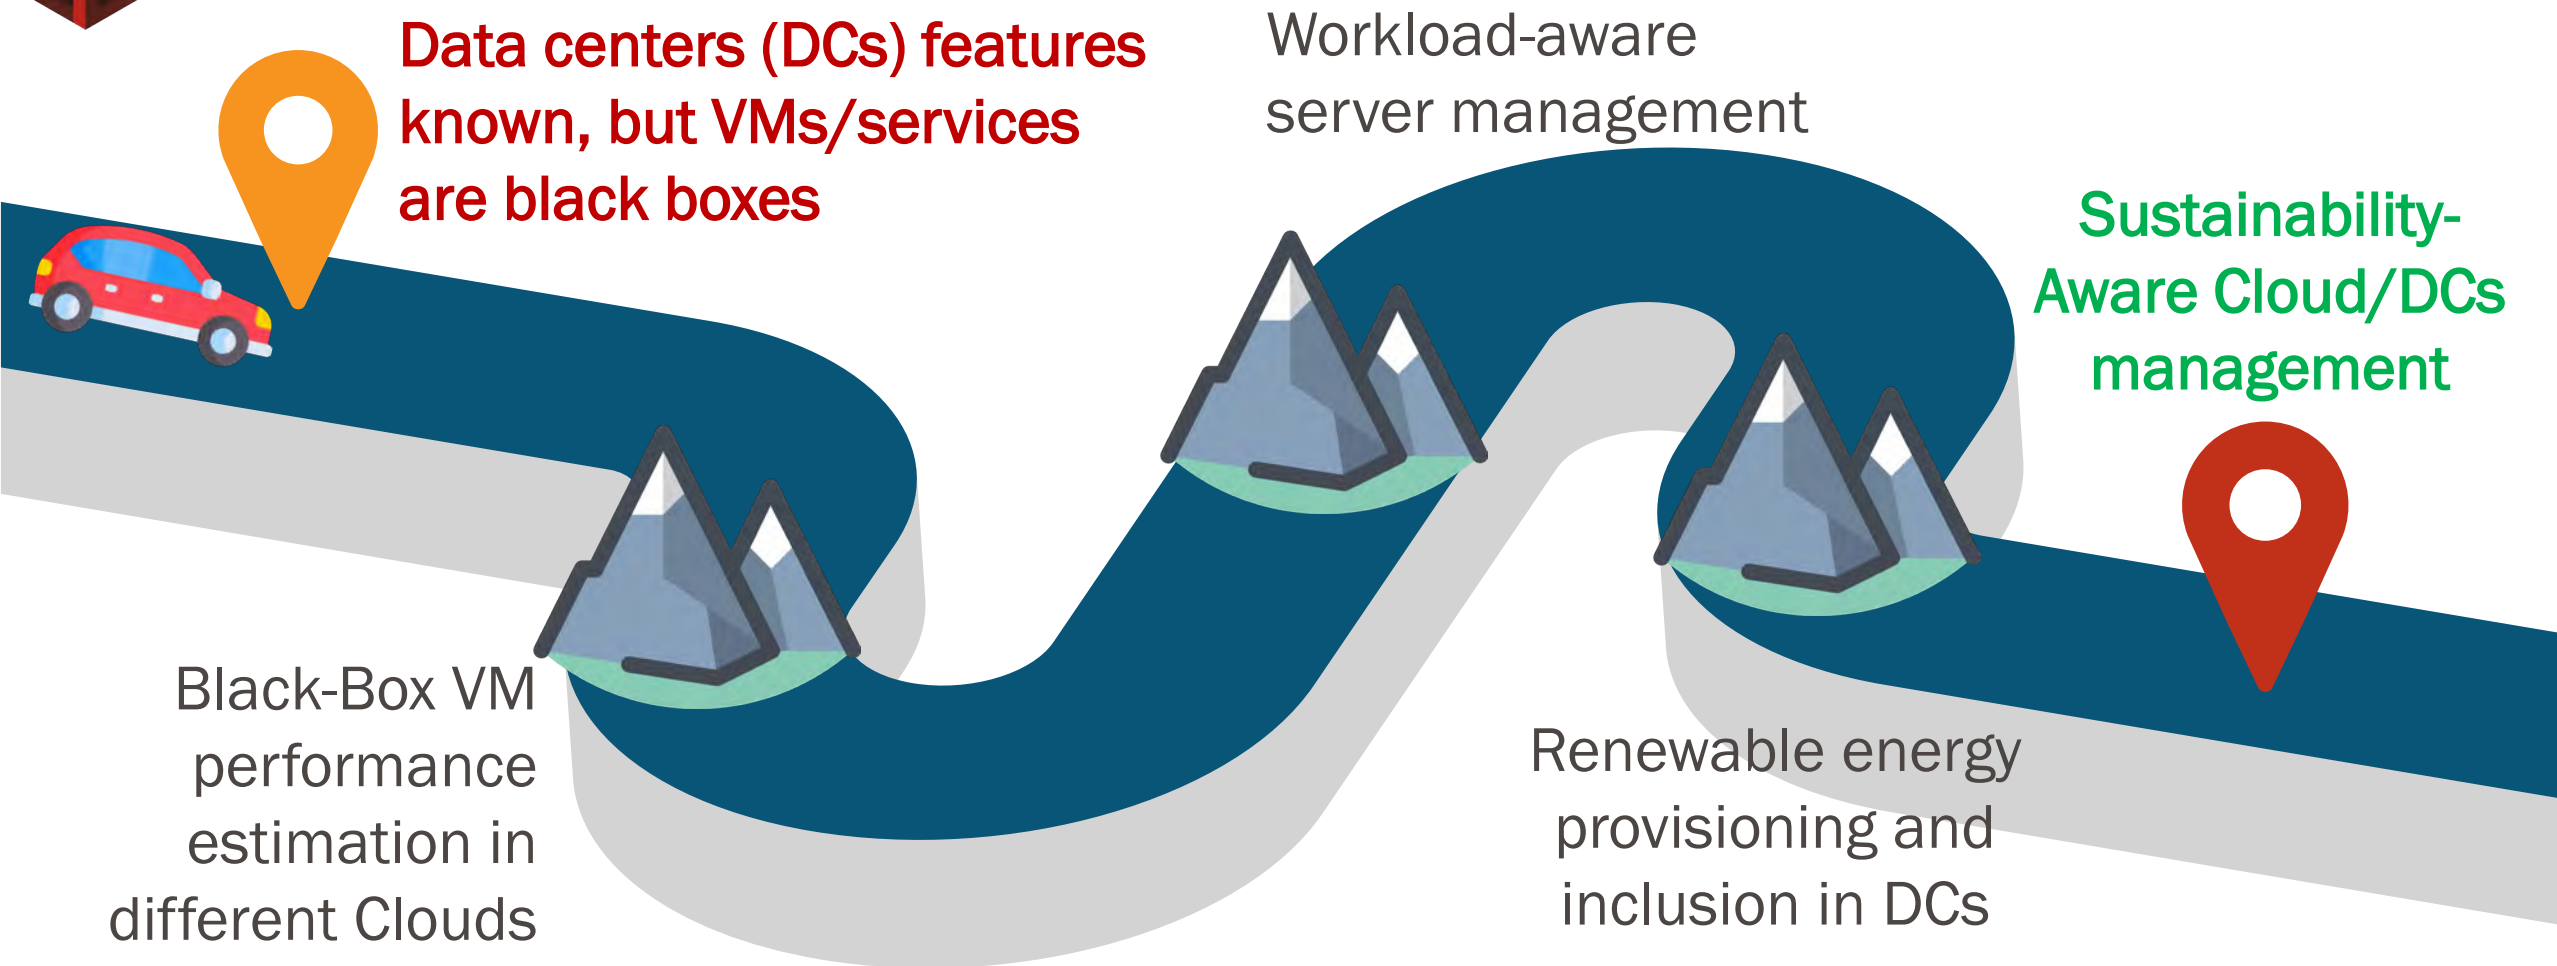 Data centers (DCs) features
known, but VMs/services
are black boxes
Workload-aware
server management
Sustainability-
Aware Cloud/DCs
management
Black-Box VM
performance
estimation in
different Clouds
Renewable energy
provisioning and
inclusion in DCs